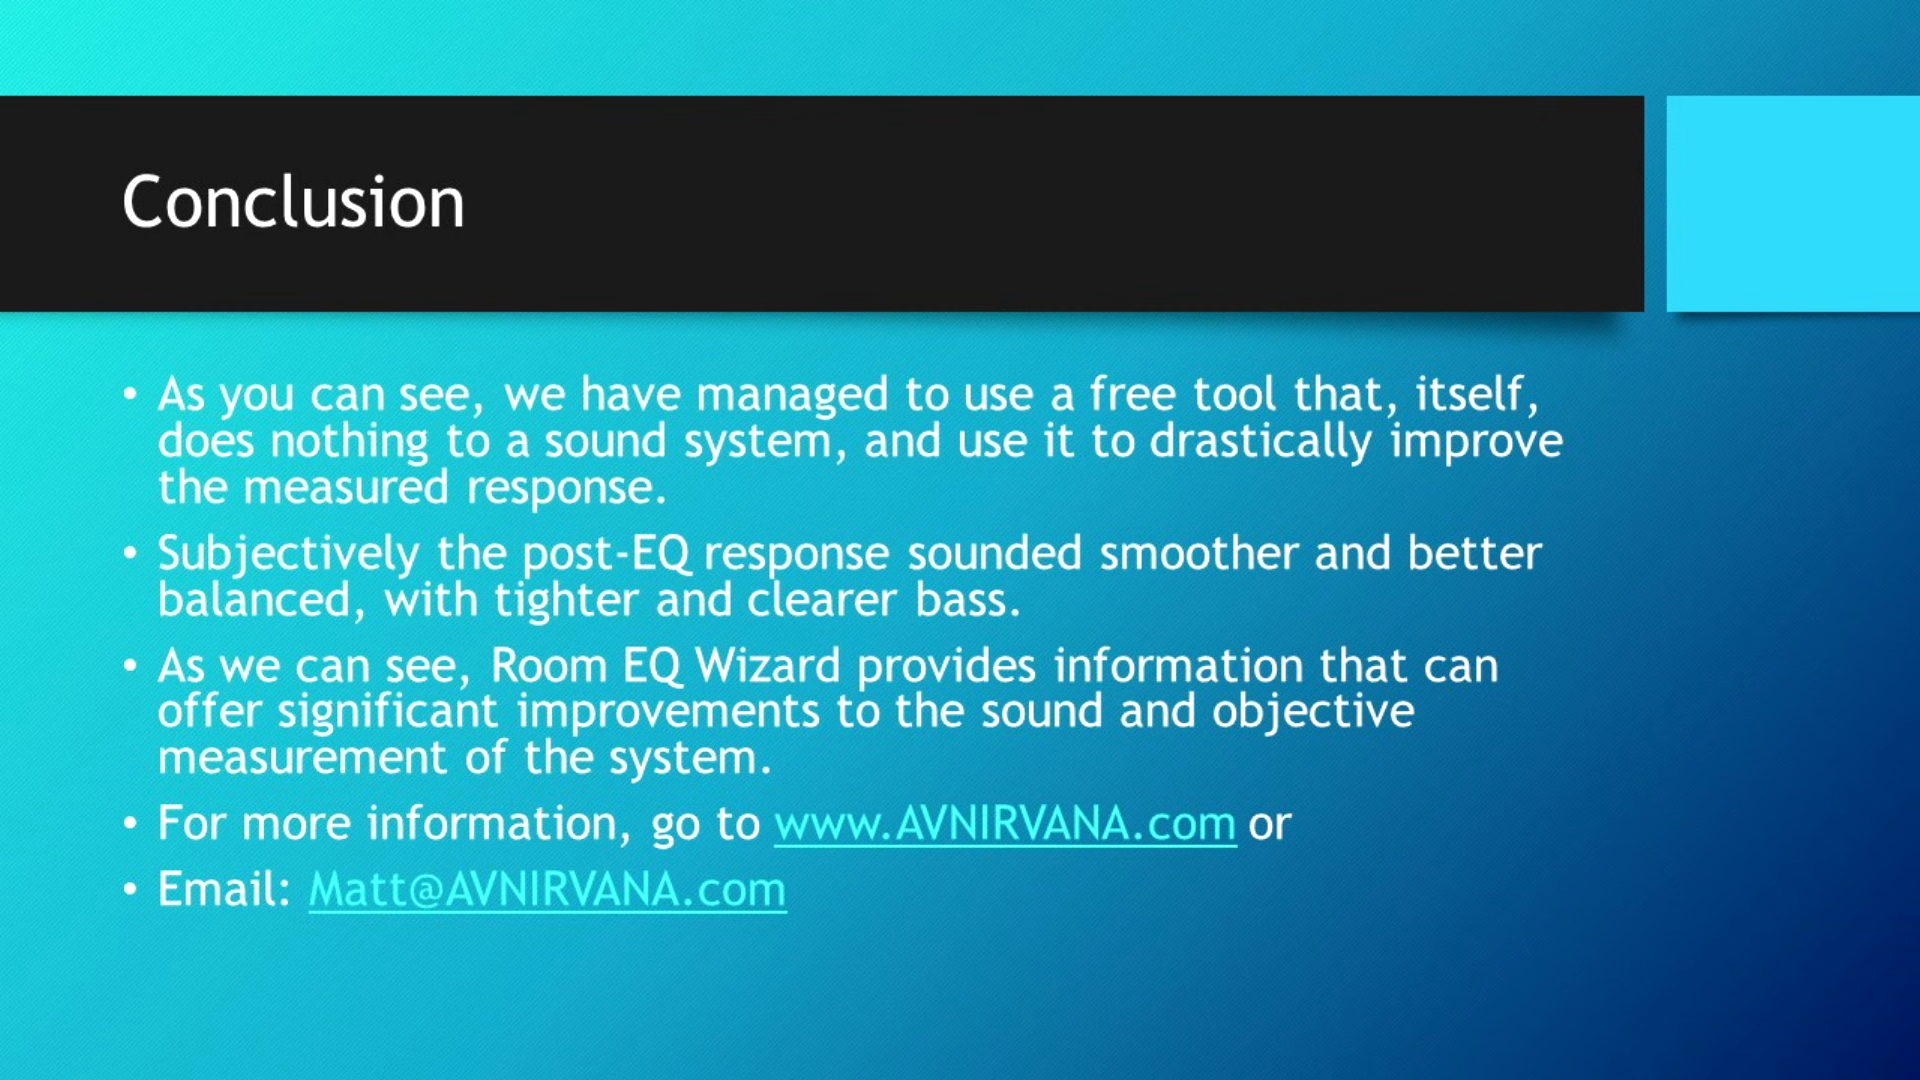 Conclusion
• As you can see, we have managed to use a free tool that, itself,
does nothing to a sound system, and use it to drastically improve
the measured response.
• Subjectively the post-EQ response sounded smoother and better
balanced, with tighter and clearer bass.
• As we can see, Room EQ Wizard provides information that can
offer significant improvements to the sound and objective
measurement of the system.
• For more information, go to www.AVNIRVANA.com or
• Email: Matt@AVNIRVANA.com